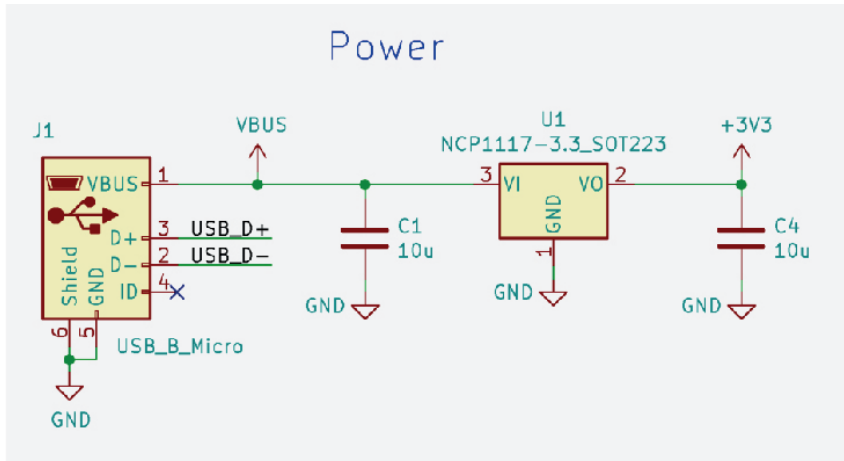 Power
J1
VBUS
U1
NCP1117-3.3_SOT223
+3V3
VBUS
1
3
VI
VO
2
GND
1
D+
3
USB_D+
D-
2
USB_D-
ID
4
Shield
GND
6
5
C1
10u
C4
10u
GND
GND
GND
USB_B_Micro
GND